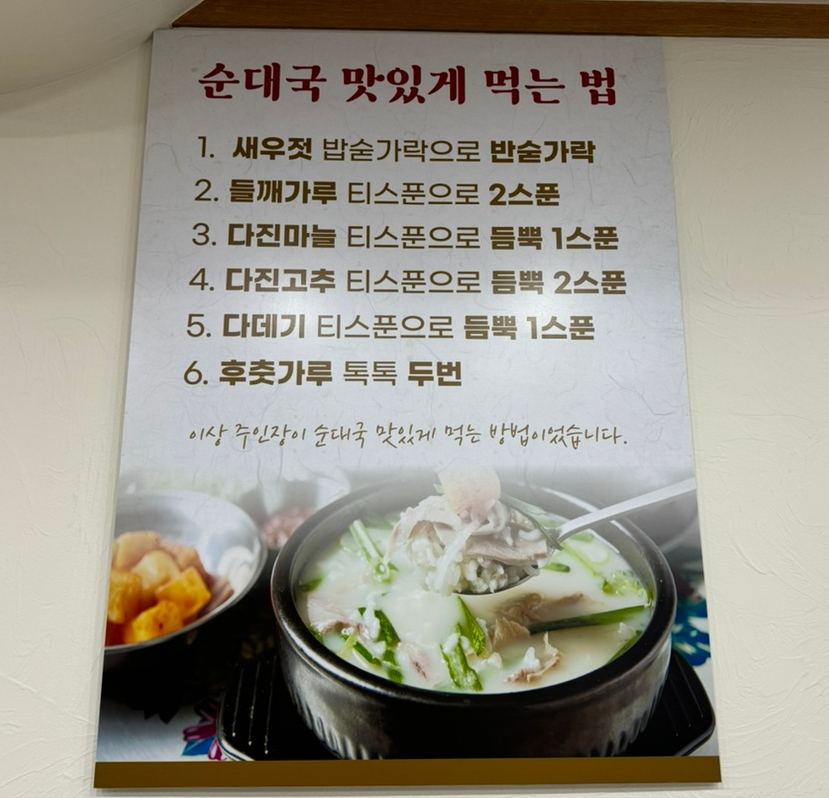 순대국 맛있게 먹는 법
1. 새우젓 밥숟가락으로 반숟가락
2. 들깨가루 티스푼으로 2스푼
3. 다진마늘 티스푼으로 듬뿍 1스푼
4. 다진고추 티스푼으로 듬뿍 2스푼
5. 다데기 티스푼으로 듬뿍 1스푼
6. 후춧가루 톡톡 두번
이상 주인장이 순대국 맛있게 먹는 방법이었습니다.